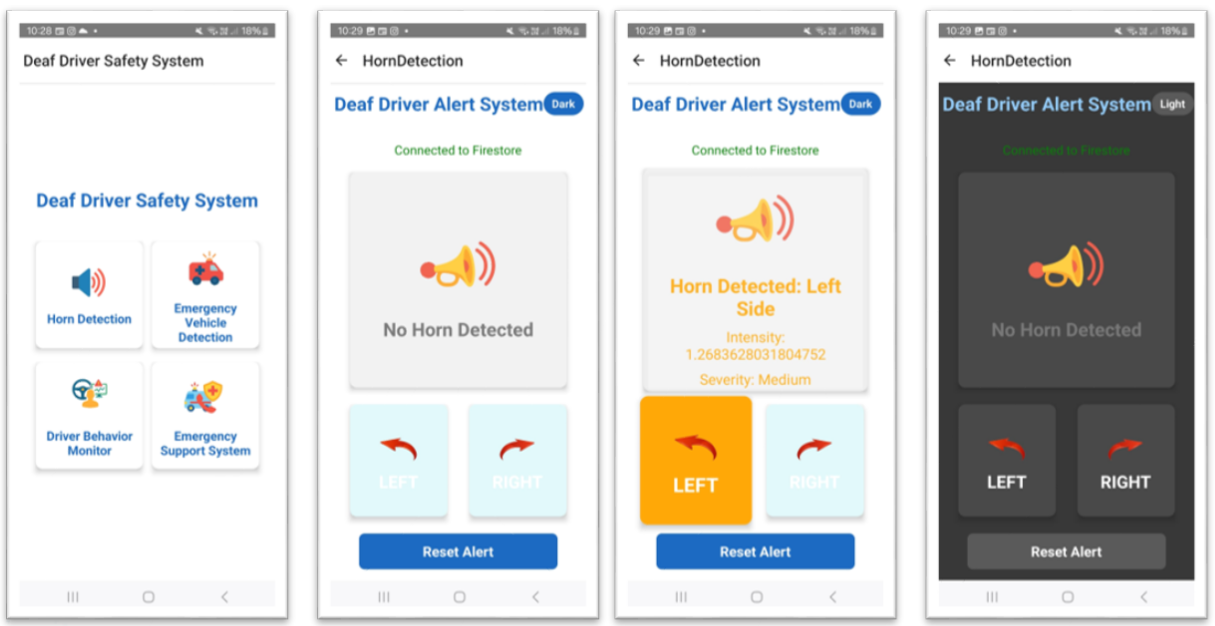 10:28
18%
Deaf Driver Safety System
Deaf Driver Safety System
Horn Detection
Emergency
Vehicle
Detection
Driver Behavior
Monitor
Emergency
Support System
10:29
18%
← HornDetection
Deaf Driver Alert System Dark
Connected to Firestore
No Horn Detected
LEFT RIGHT
Reset Alert
10:29
18%
← HornDetection
Deaf Driver Alert System Dark
Connected to Firestore
Horn Detected: Left
Side
Intensity:
1.2683628031804752
Severity: Medium
LEFT RIGHT
Reset Alert
10:29
18%
← HornDetection
Deaf Driver Alert System Light
Connected to Firestore
No Horn Detected
LEFT RIGHT
Reset Alert